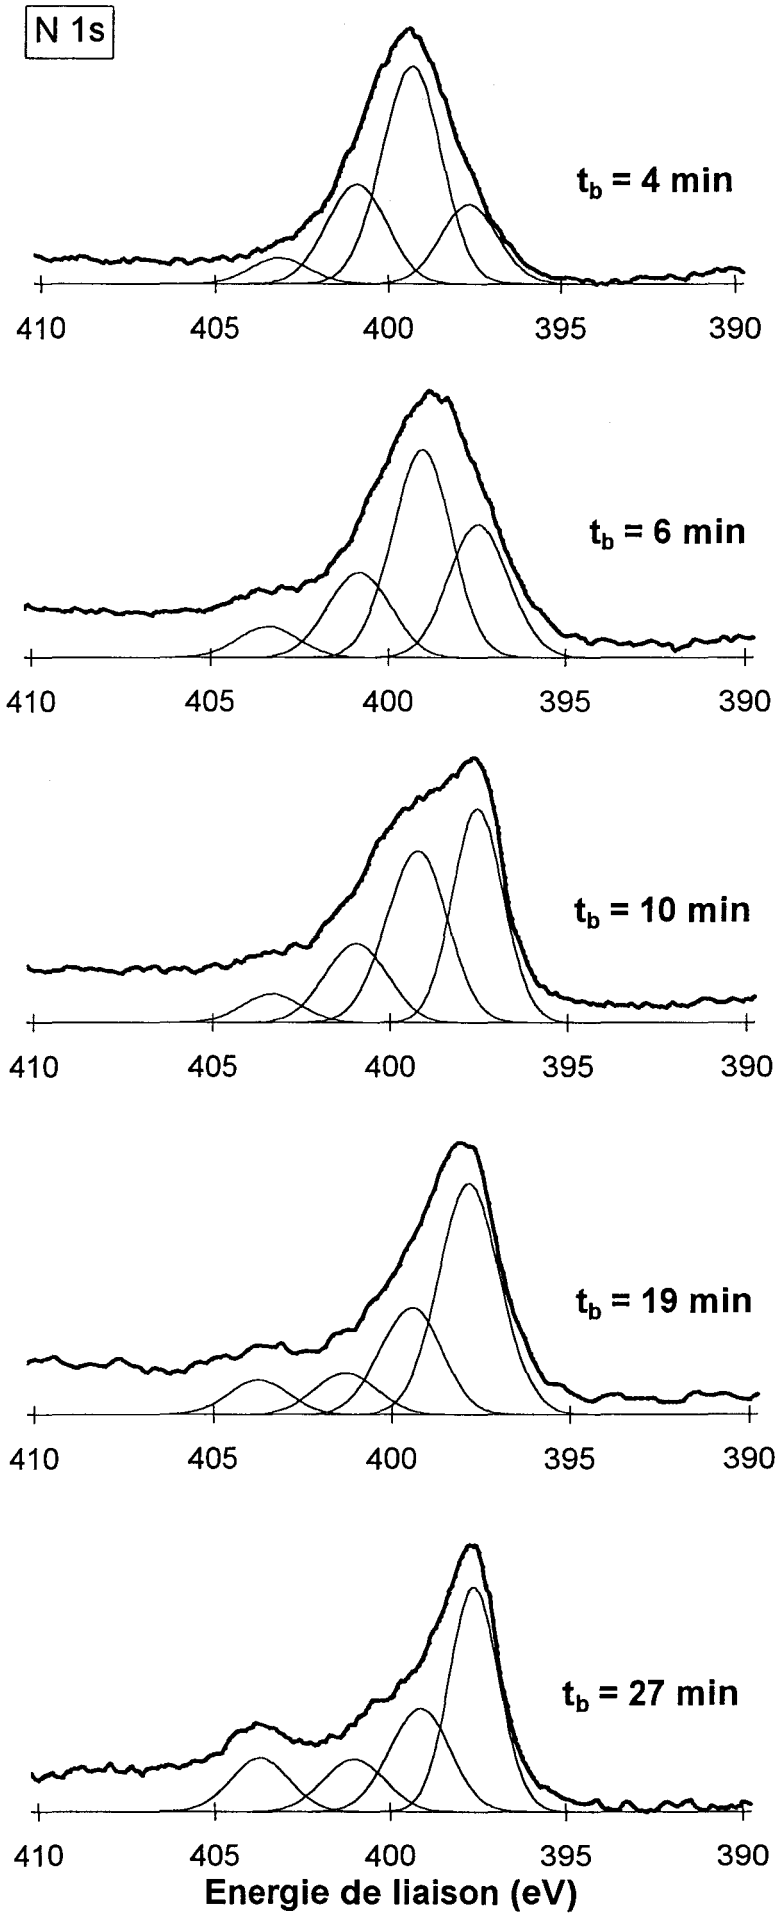 N 1s
t_b = 4 min
410 405 400 395 390
t_b = 6 min
410 405 400 395 390
t_b = 10 min
410 405 400 395 390
t_b = 19 min
410 405 400 395 390
t_b = 27 min
410 405 400 395 390
Energie de liaison (eV)